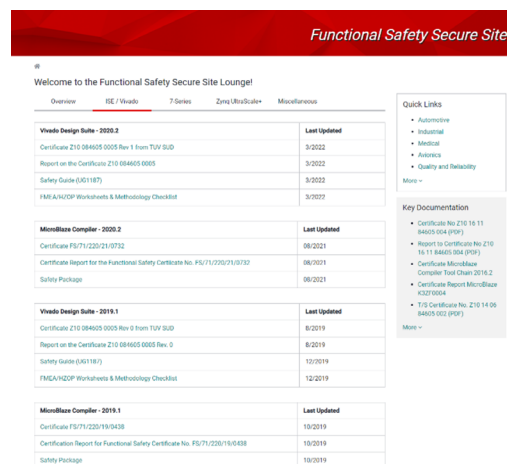 Functional Safety Secure Site
Welcome to the Functional Safety Secure Site Lounge!
Overview
ISE / Vivado
7-Series
Zynq UltraScale+
Miscellaneous
Vivado Design Suite - 2020.2
Last Updated
Certificate Z10 084605 0005 Rev 1 from TUV SUD
3/2022
Report on the Certificate Z10 084605 0005
3/2022
Safety Guide (UG1187)
3/2022
FMEA/HZOP Worksheets & Methodology Checklist
3/2022
MicroBlaze Compiler - 2020.2
Last Updated
Certificate FS/71/220/21/0732
08/2021
Certificate Report for the Functional Safety Certificate No. FS/71/220/21/0732
08/2021
Safety Package
08/2021
Vivado Design Suite - 2019.1
Last Updated
Certificate Z10 084605 0005 Rev 0 from TUV SUD
8/2019
Report on the Certificate Z10 084605 0005 Rev. 0
8/2019
Safety Guide (UG1187)
12/2019
FMEA/HZOP Worksheets & Methodology Checklist
12/2019
MicroBlaze Compiler - 2019.1
Last Updated
Certificate FS/71/220/19/0438
10/2019
Certification Report for Functional Safety Certificate No. FS/71/220/19/0438
10/2019
Safety Package
10/2019
Quick Links
Automotive
Industrial
Medical
Avionics
Quality and Reliability
More
Key Documentation
Certificate No Z10 16 11
84605 004 (PDF)
Report to Certificate No Z10
16 11 84605 004 (PDF)
Certificate Microblaze
Compiler Tool Chain 2016.2
Certificate Report MicroBlaze
K32F0004
T/S Certificate No. Z10 14 06
84605 002 (PDF)
More